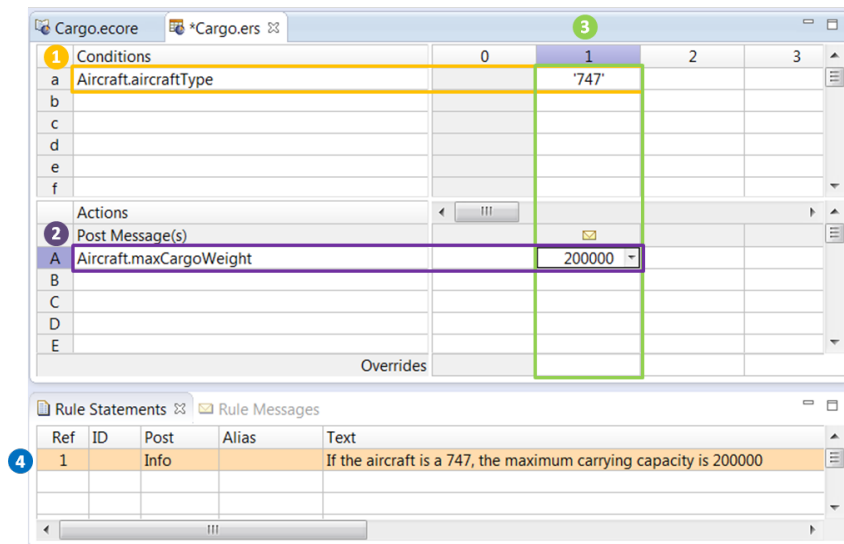 Cargo.ecore *Cargo.ers 3
1 Conditions 0 1 2 3
a Aircraft.aircraftType '747'
b
c
d
e
f
Actions
2 Post Message(s)
A Aircraft.maxCargoWeight 200000
B
C
D
E
Overrides
Rule Statements Rule Messages
Ref ID Post Alias Text
4 1 Info If the aircraft is a 747, the maximum carrying capacity is 200000